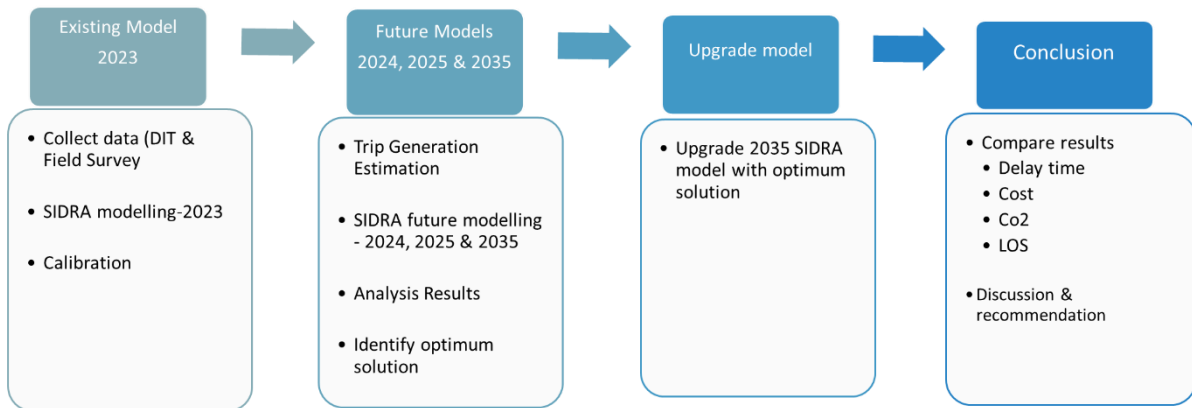 Existing Model
2023
• Collect data (DIT &
Field Survey
• SIDRA modelling-2023
• Calibration
Future Models
2024, 2025 & 2035
• Trip Generation
Estimation
• SIDRA future modelling
- 2024, 2025 & 2035
• Analysis Results
• Identify optimum
solution
Upgrade model
• Upgrade 2035 SIDRA
model with optimum
solution
Conclusion
• Compare results
• Delay time
• Cost
• Co2
• LOS
• Discussion &
recommendation